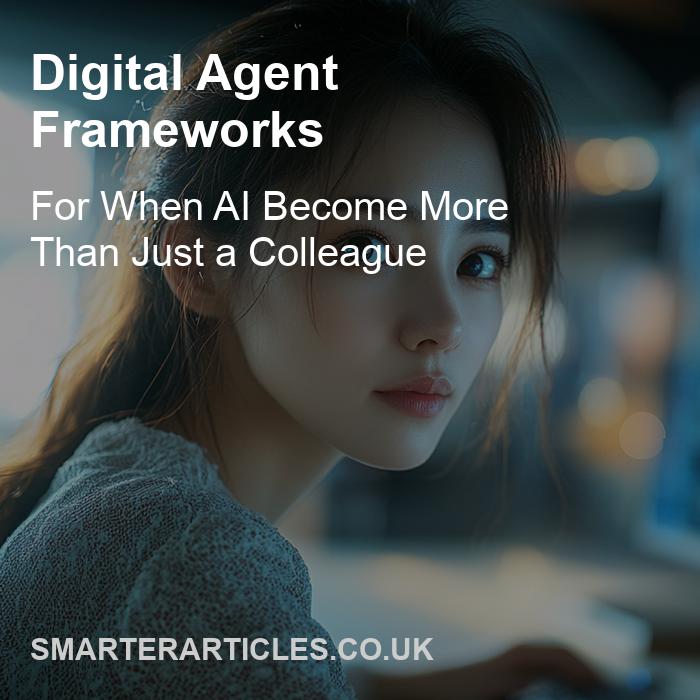 Digital Agent
Frameworks
For When AI Become More
Than Just a Colleague
SMARTERARTICLES.CO.UK